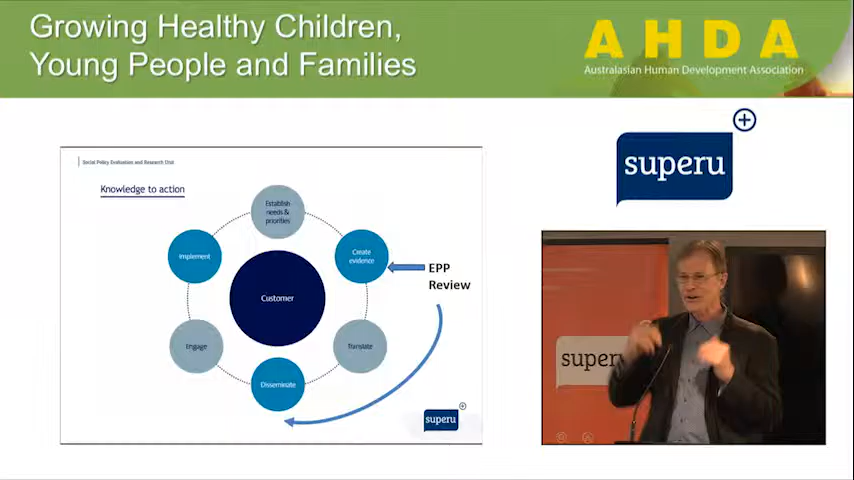 Growing Healthy Children,
Young People and Families
AHDA
Australasian Human Development Association
superu
Social Policy Evaluation and Research Unit
Knowledge to action
Establish
needs &
priorities
Implement
Create
evidence
EPP
Review
Customer
Engage
Translate
Disseminate
superu
superu